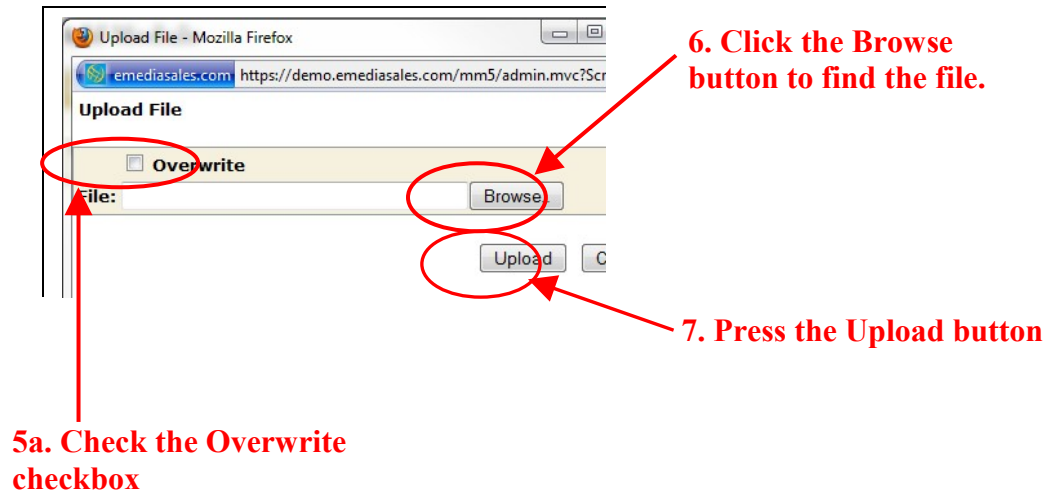 Upload File - Mozilla Firefox
6. Click the Browse
button to find the file.
emediasales.com https://demo.emediasales.com/mm5/admin.mvc?Scr
Upload File
Overwrite
File: Browse..
Upload C
7. Press the Upload button
5a. Check the Overwrite
checkbox